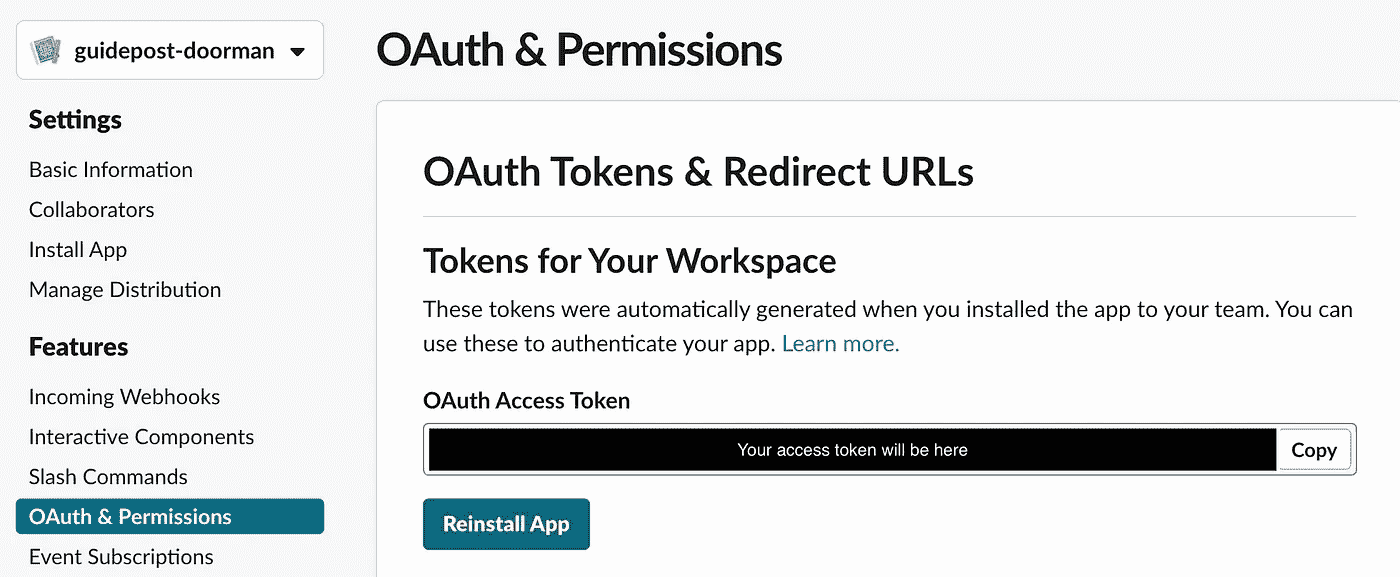 guidepost-doorman
Settings
Basic Information
Collaborators
Install App
Manage Distribution
Features
Incoming Webhooks
Interactive Components
Slash Commands
OAuth & Permissions
Event Subscriptions
OAuth & Permissions
OAuth Tokens & Redirect URLs
Tokens for Your Workspace
These tokens were automatically generated when you installed the app to your team. You can
use these to authenticate your app. Learn more.
OAuth Access Token
Your access token will be here
Copy
Reinstall App